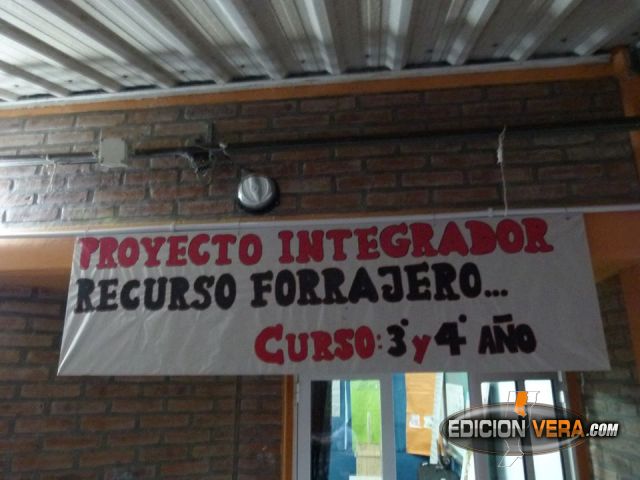 PROYECTO INTEGRADOR
RECURSO FORRAJERO...
CURSO: 3° y 4° AÑO
EDICION VERA.COM